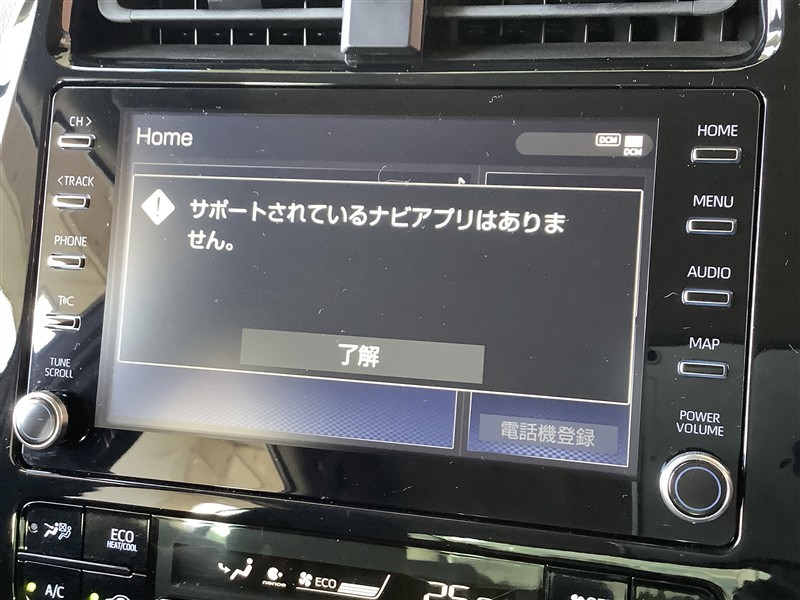 CH>
<TRACK
PHONE
T@C
TUNE
SCROLL
Home
DCM
DCM
サポートされているナビアプリはありま
せん。
了解
電話機登録
HOME
MENU
AUDIO
MAP
POWER
VOLUME
ECO
HEAT/COOL
A/C
nanoe
ECO